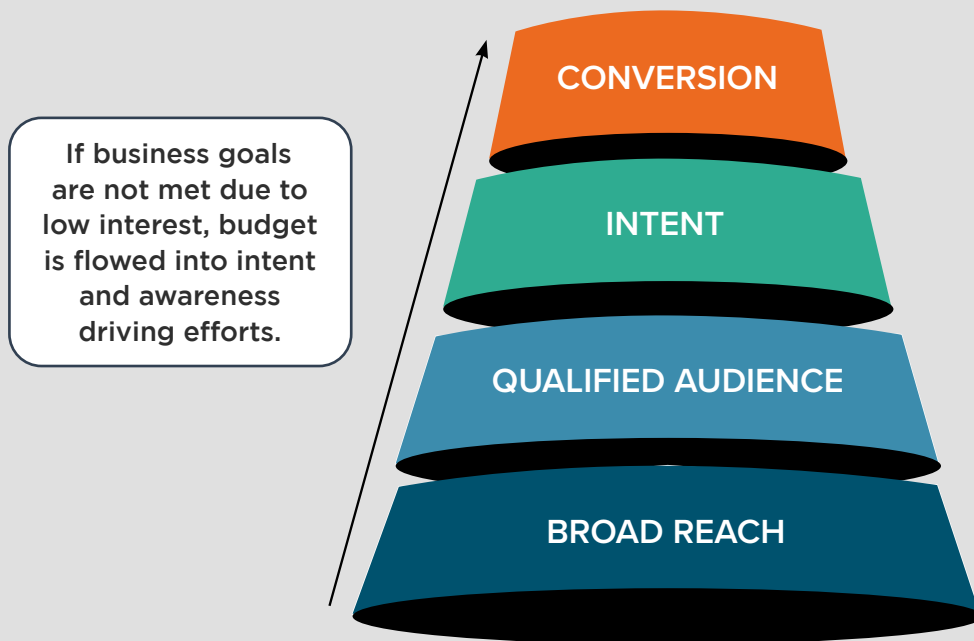 CONVERSION
If business goals
are not met due to
low interest, budget
is flowed into intent
and awareness
driving efforts.
INTENT
QUALIFIED AUDIENCE
BROAD REACH